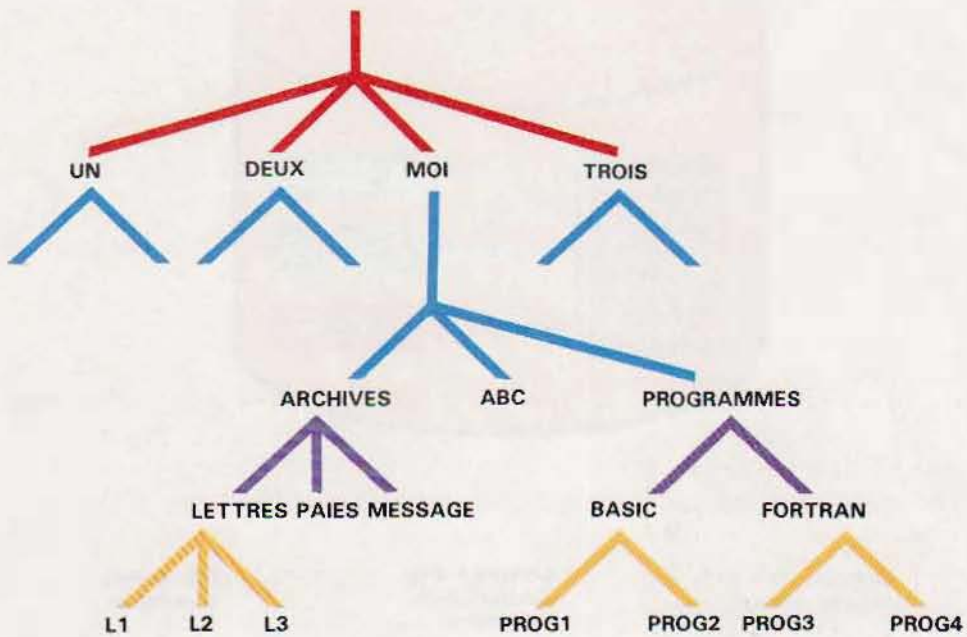 UN DEUX MOI TROIS
ARCHIVES ABC PROGRAMMES
LETTRES PAIES MESSAGE BASIC FORTRAN
L1 L2 L3 PROG1 PROG2 PROG3 PROG4